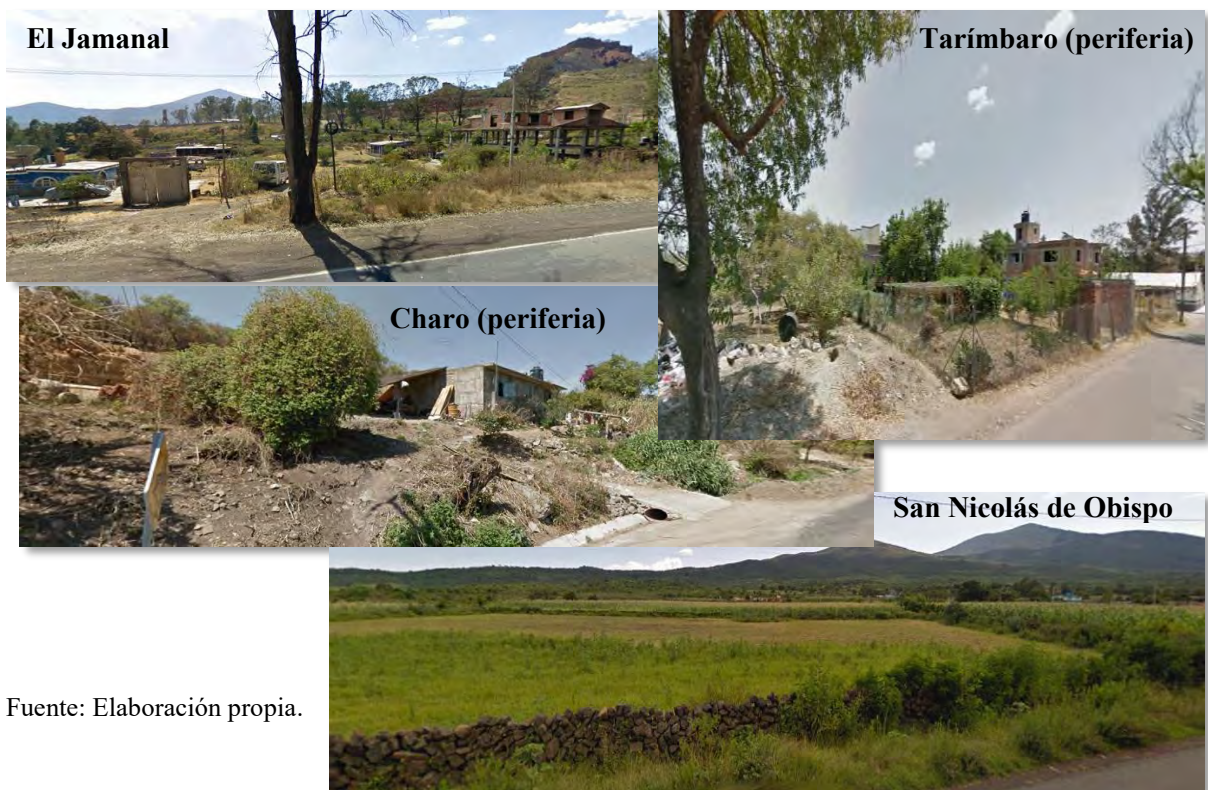 El Jamanal
Tarímbaro (periferia)
Charo (periferia)
San Nicolás de Obispo
Fuente: Elaboración propia.